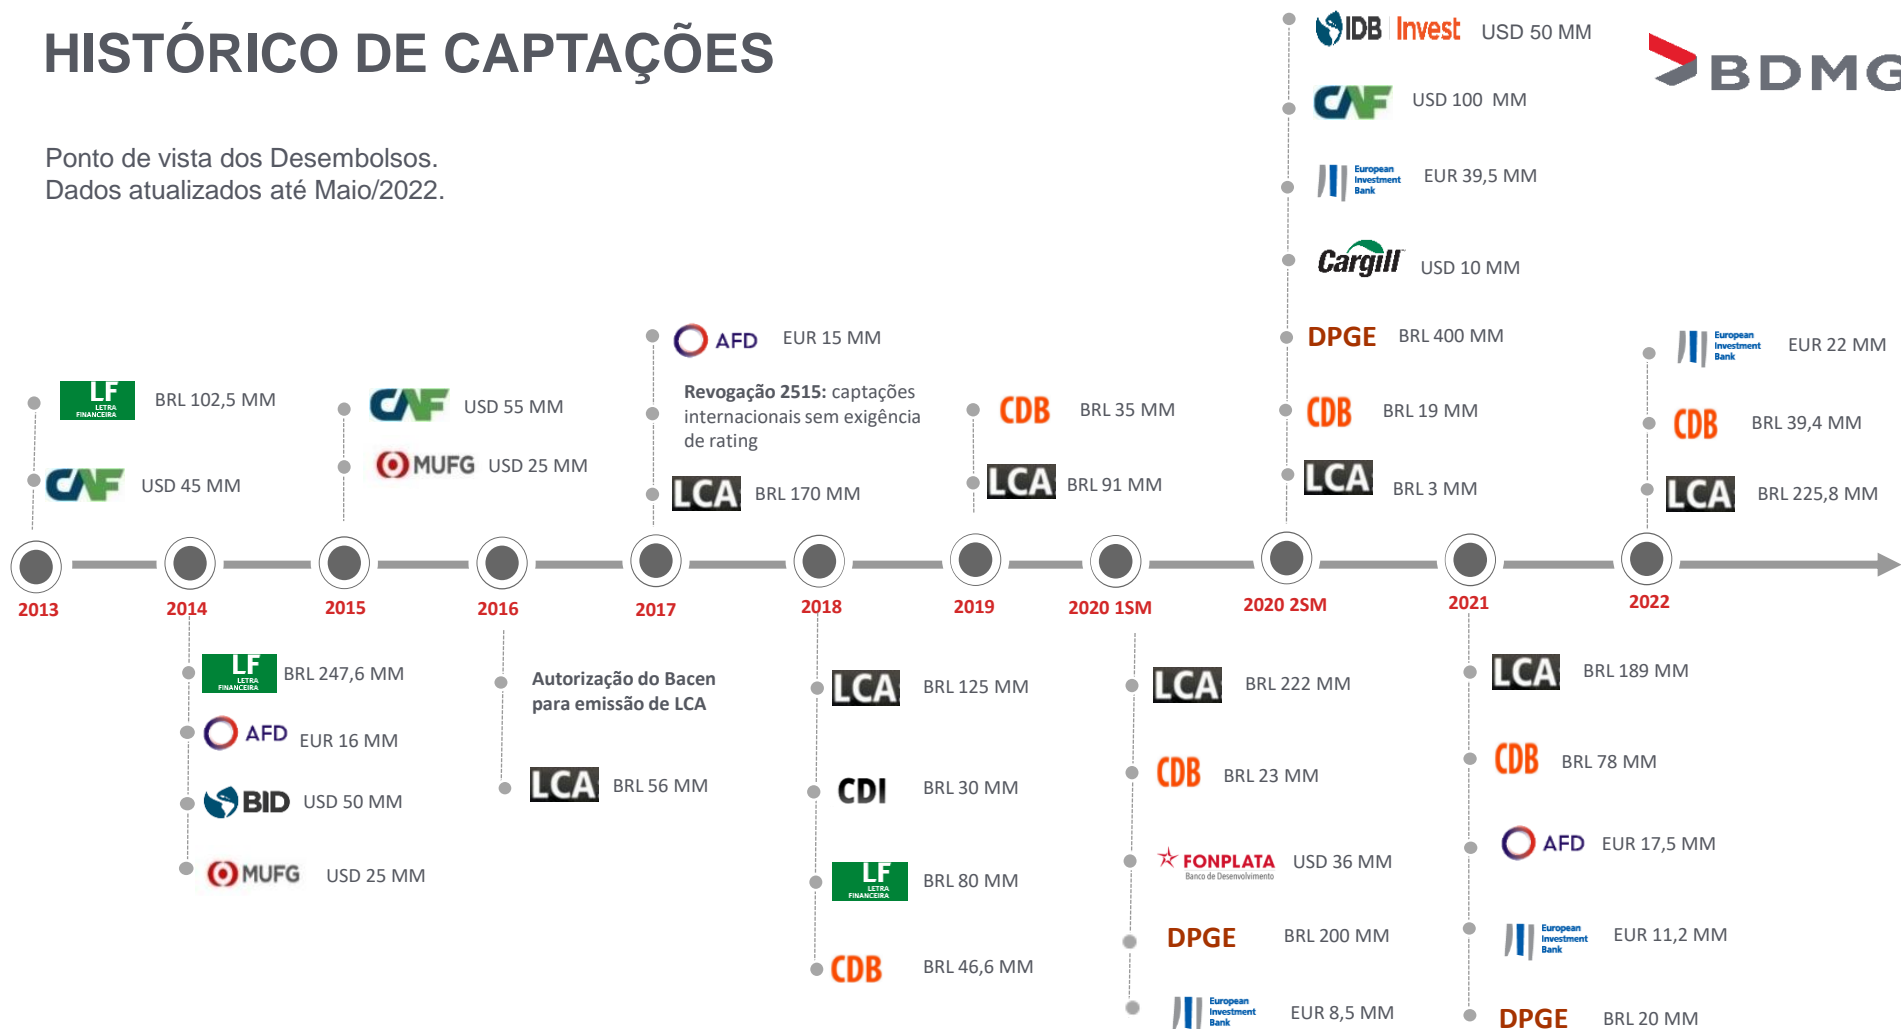 HISTÓRICO DE CAPTAÇÕES
Ponto de vista dos Desembolsos.
Dados atualizados até Maio/2022.
BDMG
IDB Invest USD 50 MM
CAF USD 100 MM
European Investment Bank EUR 39,5 MM
Cargill USD 10 MM
DPGE BRL 400 MM
CDB BRL 19 MM
LCA BRL 3 MM
LF LETRA FINANCEIRA BRL 102,5 MM
CAF USD 45 MM
CAF USD 55 MM
MUFG USD 25 MM
AFD EUR 15 MM
Revogação 2515: captações
internacionais sem exigência
de rating
LCA BRL 170 MM
CDB BRL 35 MM
LCA BRL 91 MM
European Investment Bank EUR 22 MM
CDB BRL 39,4 MM
LCA BRL 225,8 MM
2013 2014 2015 2016 2017 2018 2019 2020 1SM 2020 2SM 2021 2022
LF LETRA FINANCEIRA BRL 247,6 MM
AFD EUR 16 MM
BID USD 50 MM
MUFG USD 25 MM
Autorização do Bacen
para emissão de LCA
LCA BRL 56 MM
LCA BRL 125 MM
CDI BRL 30 MM
LF LETRA FINANCEIRA BRL 80 MM
CDB BRL 46,6 MM
LCA BRL 222 MM
CDB BRL 23 MM
FONPLATA Banco de Desenvolvimento USD 36 MM
DPGE BRL 200 MM
European Investment Bank EUR 8,5 MM
LCA BRL 189 MM
CDB BRL 78 MM
AFD EUR 17,5 MM
European Investment Bank EUR 11,2 MM
DPGE BRL 20 MM